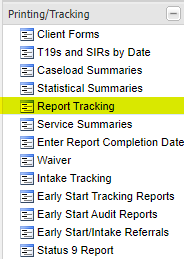 Printing/Tracking
Client Forms
T19s and SIRs by Date
Caseload Summaries
Statistical Summaries
Report Tracking
Service Summaries
Enter Report Completion Date
Waiver
Intake Tracking
Early Start Tracking Reports
Early Start Audit Reports
Early Start/Intake Referrals
Status 9 Report